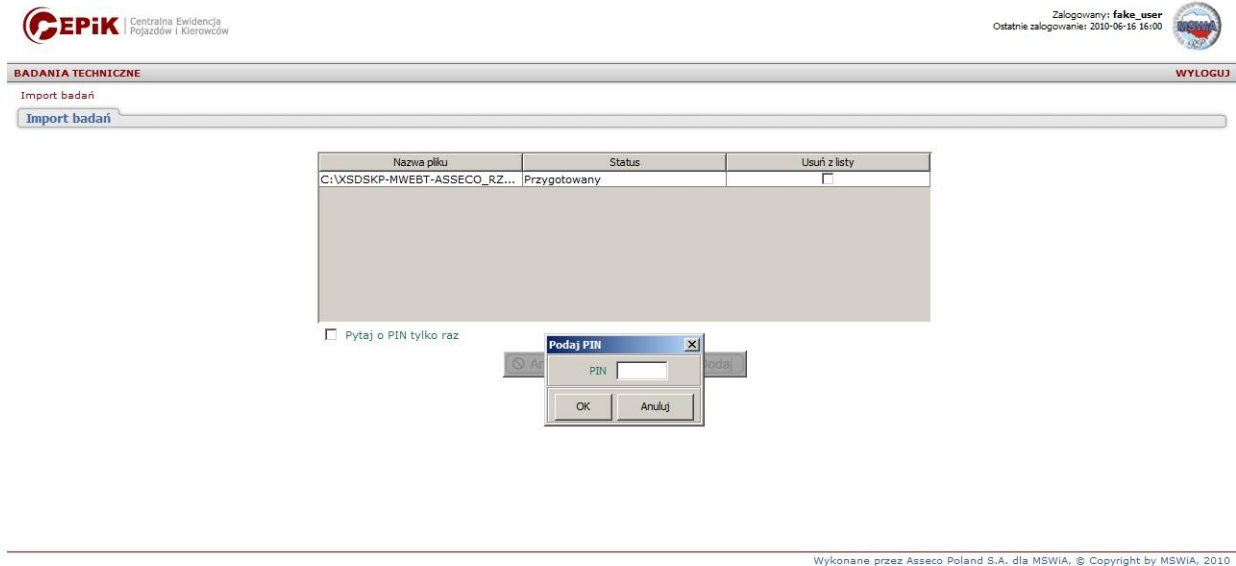 CEPiK Centralna Ewidencja
Pojazdów i Kierowców
Zalogowany: fake_user
Ostatnie zalogowanie: 2010-06-16 16:00
MSWiA
RP
BADANIA TECHNICZNE WYLOGUJ
Import badań
Import badań
Nazwa pliku Status Usuń z listy
C:\XSDSKP-MWEBT-ASSECO_RZ... Przygotowany
Pytaj o PIN tylko raz
Podaj PIN
PIN
OK Anuluj
Wykonane przez Asseco Poland S.A. dla MSWiA, © Copyright by MSWiA, 2010